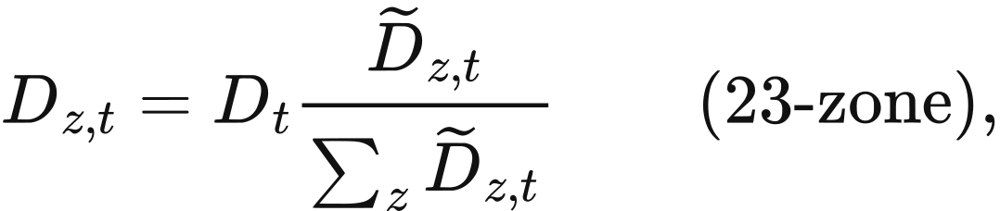 $D_{z,t} = D_t \frac{\widetilde{D}_{z,t}}{\sum_z \widetilde{D}_{z,t}}$ (23-zone),